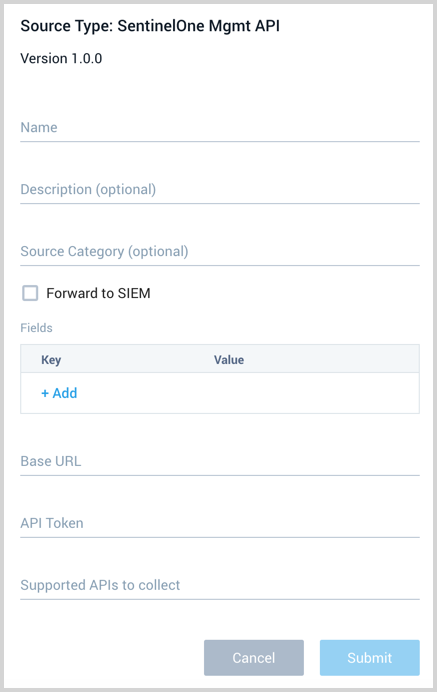 Source Type: SentinelOne Mgmt API
Version 1.0.0
Name
Description (optional)
Source Category (optional)
Forward to SIEM
Fields
Key Value
+ Add
Base URL
API Token
Supported APIs to collect
Cancel Submit